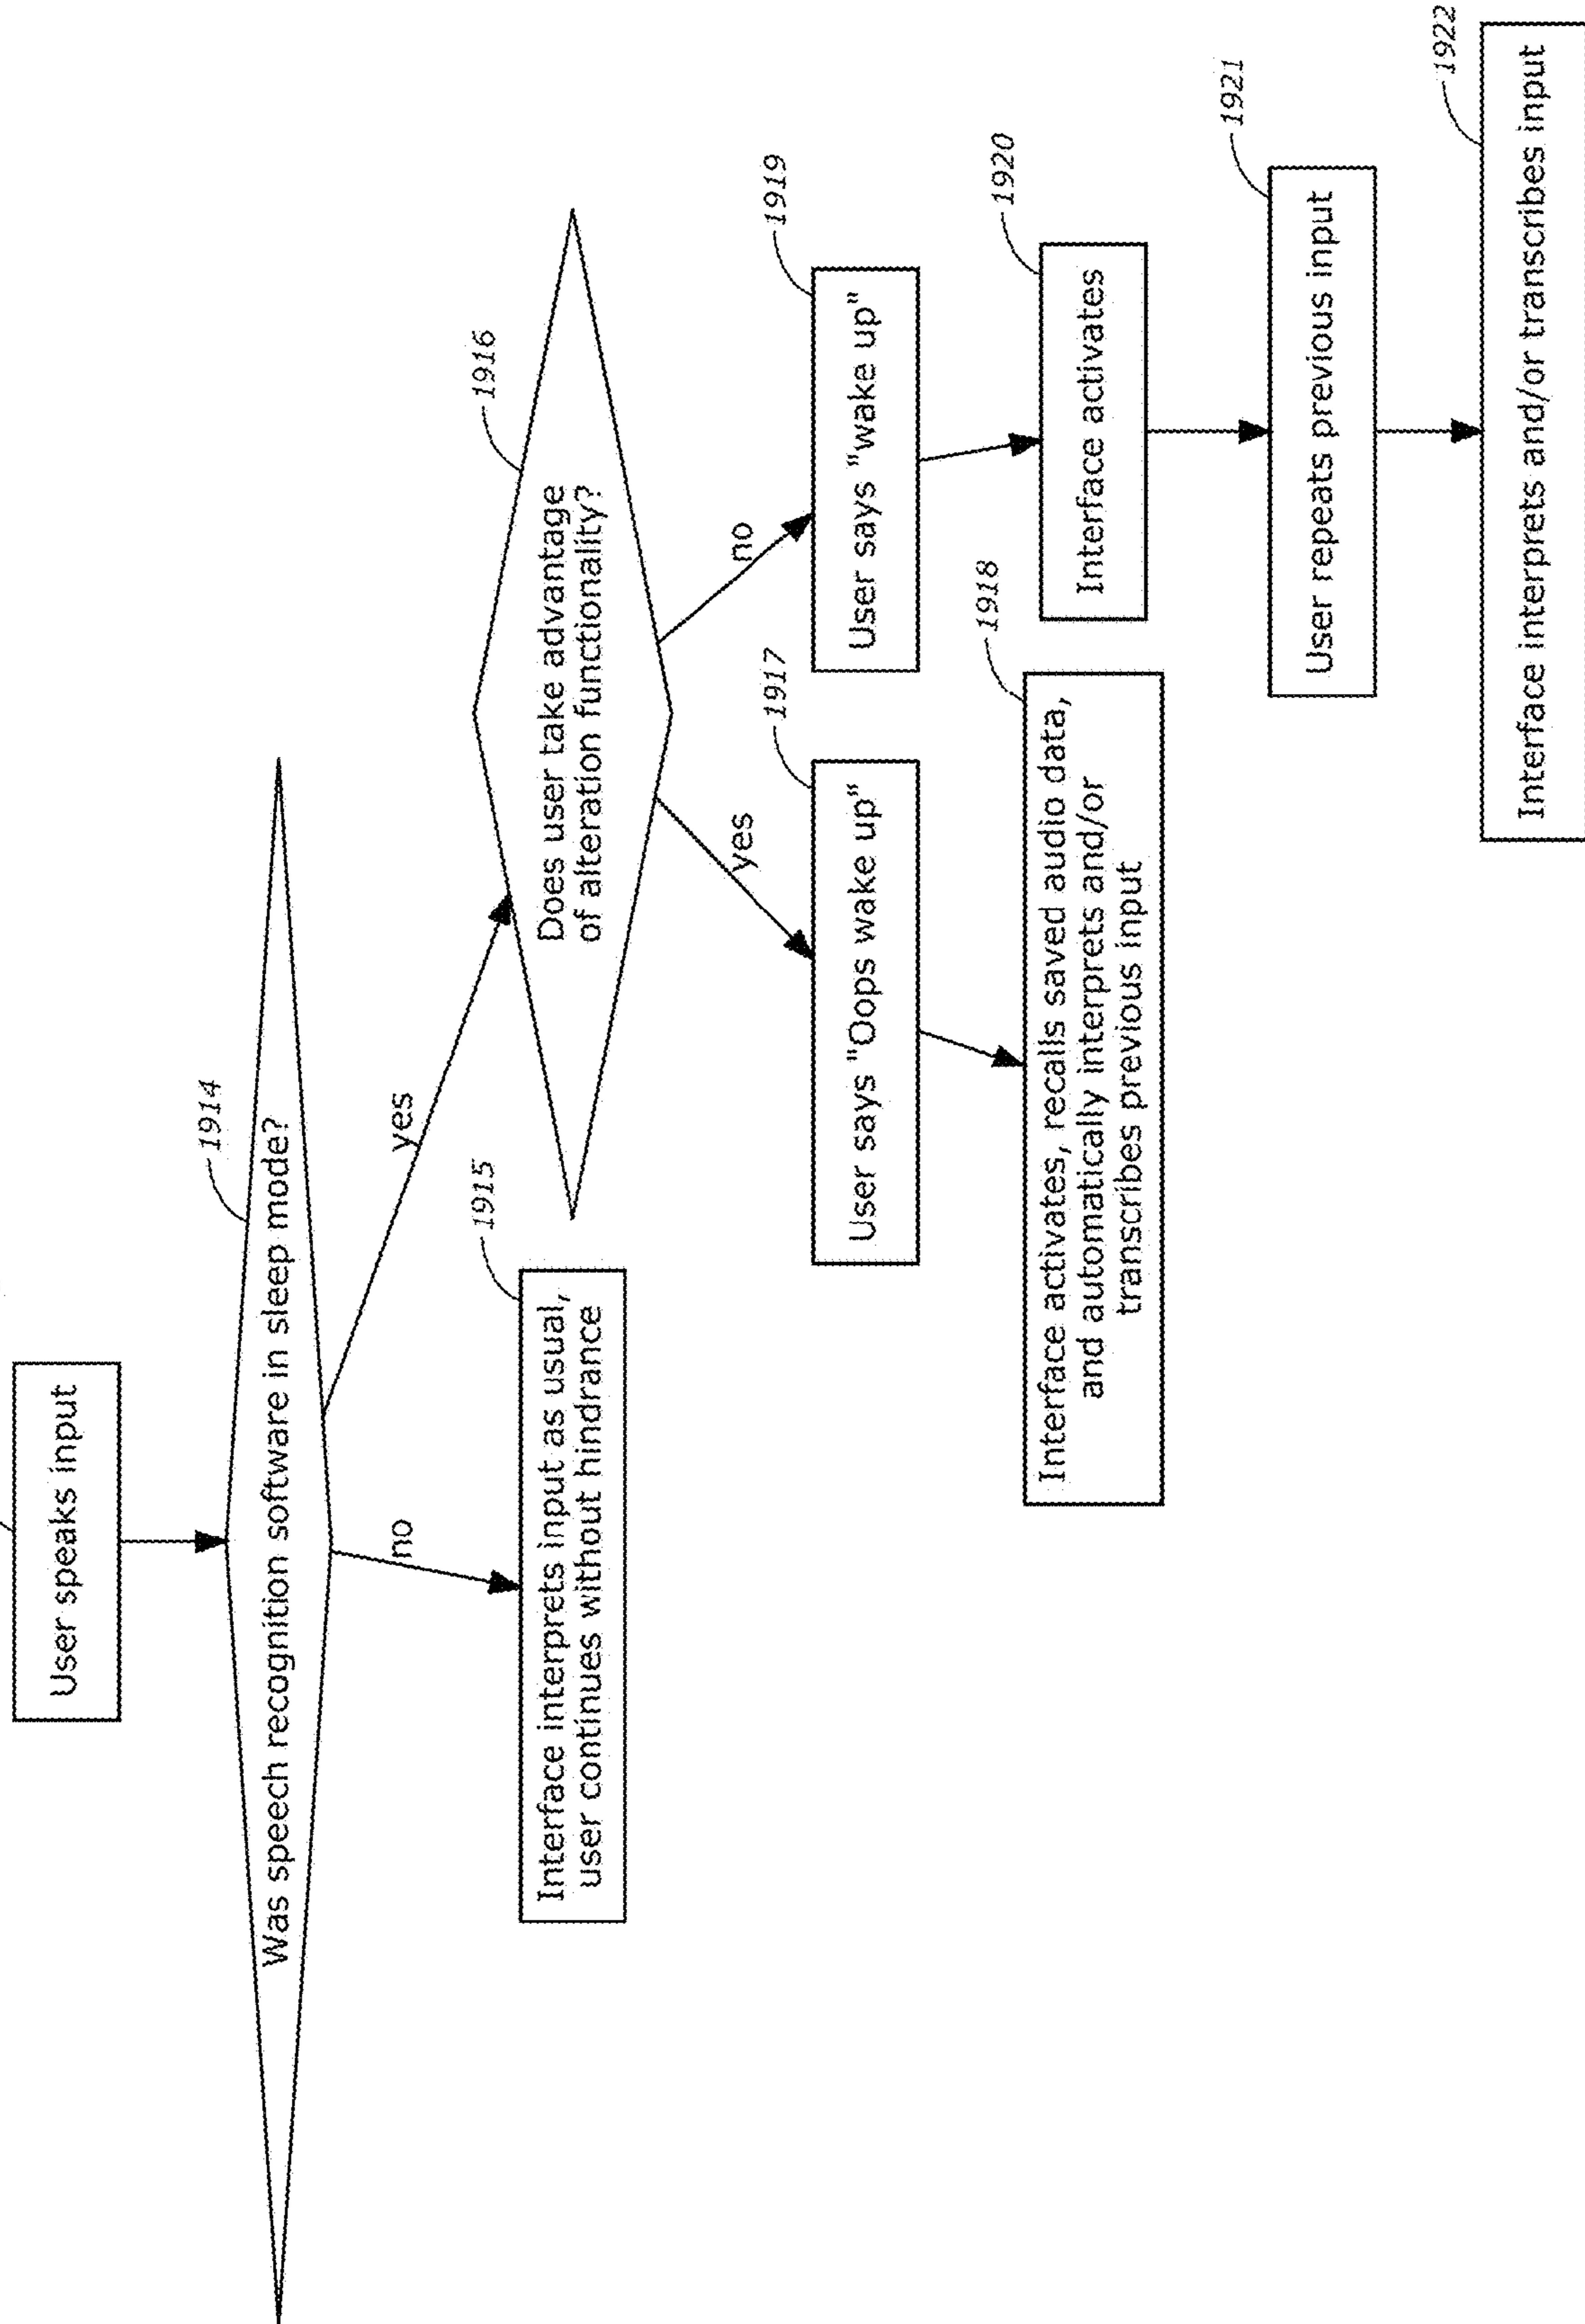 User speaks input
1914
Was speech recognition software in sleep mode?
no
yes
1915
Interface interprets input as usual,
user continues without hindrance
1916
Does user take advantage
of alteration functionality?
yes
no
1917
User says "Oops wake up"
1918
Interface activates, recalls saved audio data,
and automatically interprets and/or
transcribes previous input
1919
User says "wake up"
1920
Interface activates
1921
User repeats previous input
1922
Interface interprets and/or transcribes input